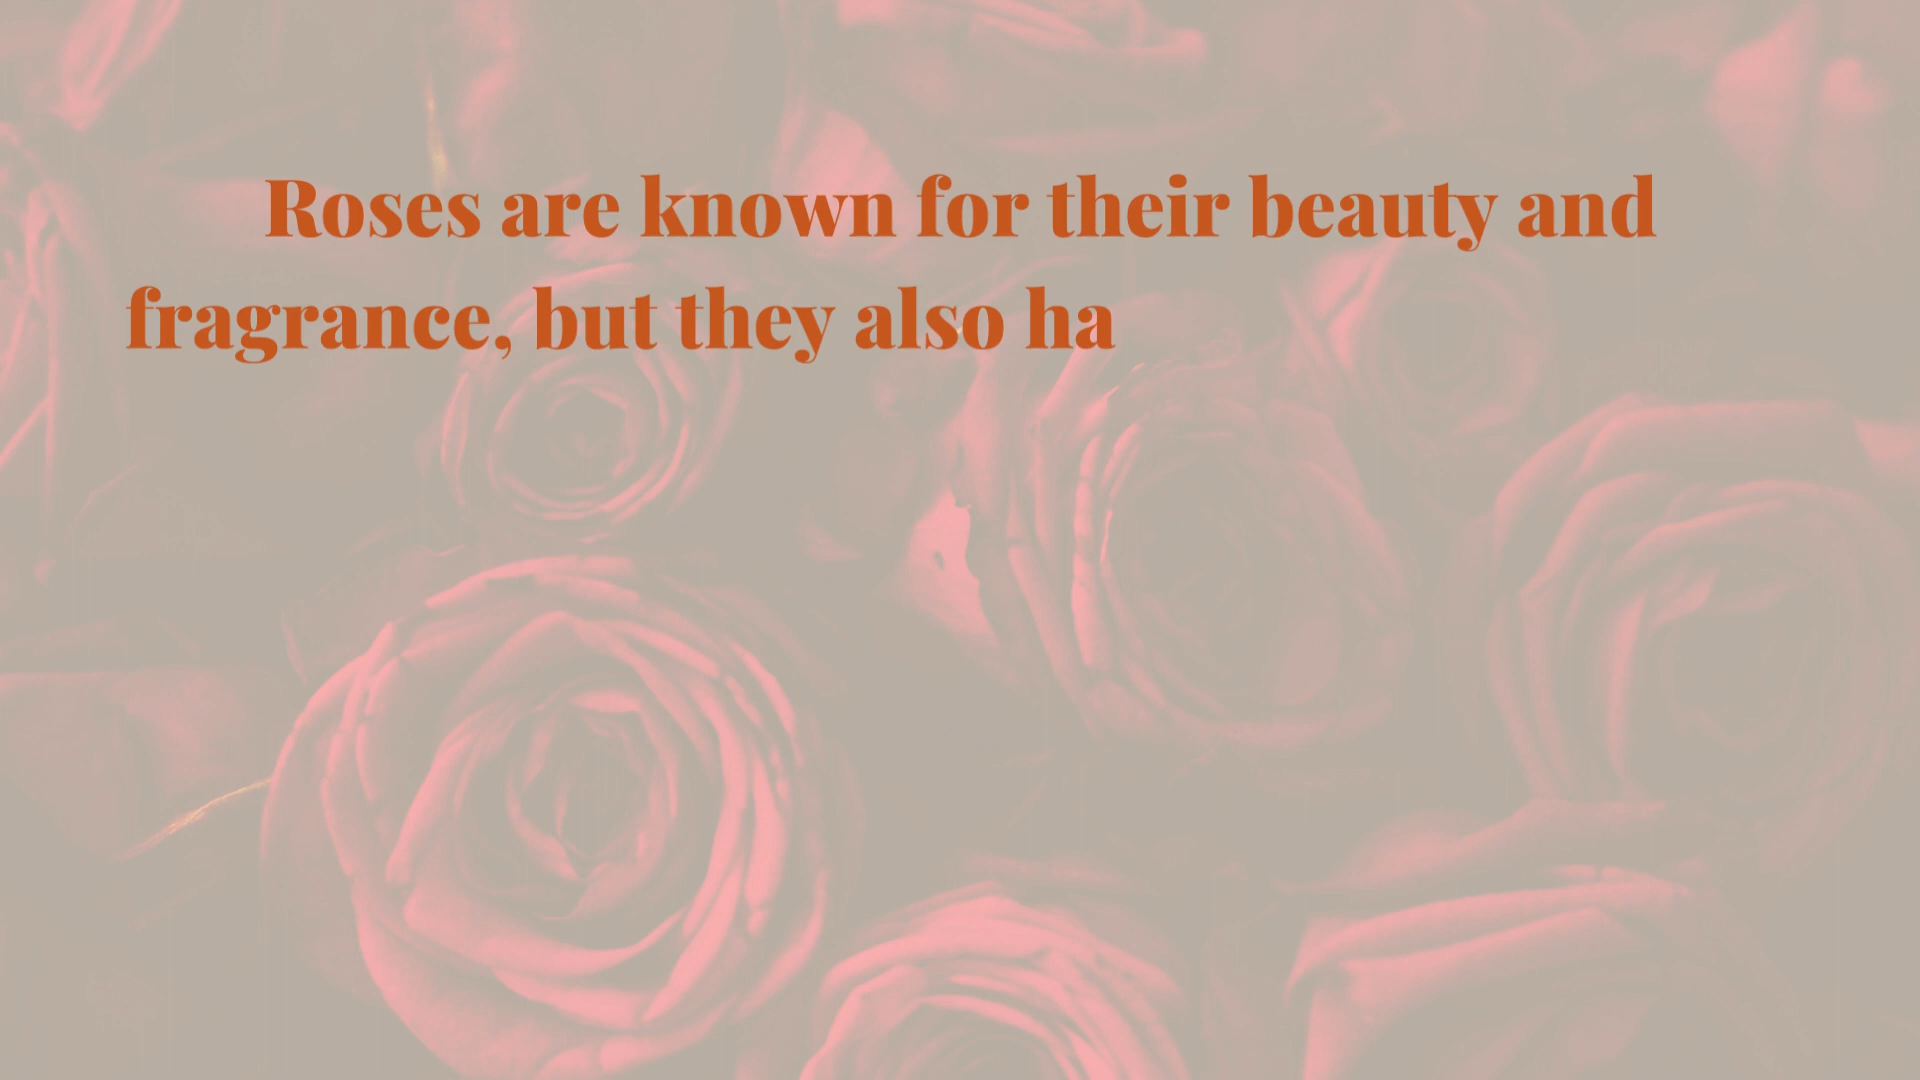 Roses are known for their beauty and
fragrance, but they also ha